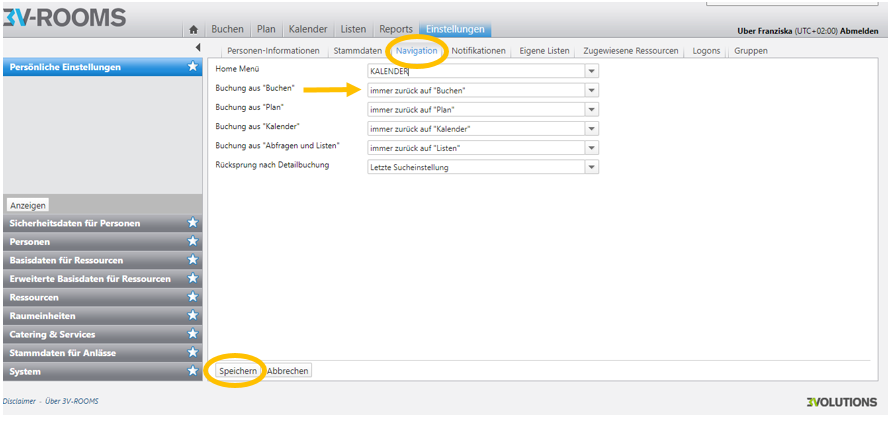 3V-ROOMS
Buchen Plan Kalender Listen Reports Einstellungen
Uber Franziska (UTC+02:00) Abmelden
Personen-Informationen Stammdaten Navigation Notifikationen Eigene Listen Zugewiesene Ressourcen Logons Gruppen
Persönliche Einstellungen
Home Menü KALENDER
Buchung aus "Buchen" immer zurück auf "Buchen"
Buchung aus "Plan" immer zurück auf "Plan"
Buchung aus "Kalender" immer zurück auf "Kalender"
Buchung aus "Abfragen und Listen" immer zurück auf "Listen"
Rücksprung nach Detailbuchung Letzte Sucheinstellung
Anzeigen
Sicherheitsdaten für Personen
Personen
Basisdaten für Ressourcen
Erweiterte Basisdaten für Ressourcen
Ressourcen
Raumeinheiten
Catering & Services
Stammdaten für Anlässe
System
Speichern Abbrechen
Disclaimer - Über 3V-ROOMS
3VOLUTIONS